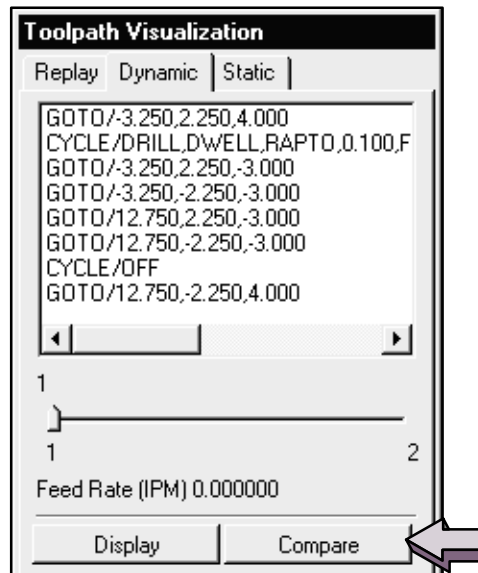 Toolpath Visualization
Replay Dynamic Static
GOTO/-3.250,2.250,4.000
CYCLE/DRILL,DWELL,RAPTO,0.100,F
GOTO/-3.250,2.250,-3.000
GOTO/-3.250,-2.250,-3.000
GOTO/12.750,2.250,-3.000
GOTO/12.750,-2.250,-3.000
CYCLE/OFF
GOTO/12.750,-2.250,4.000
1
1 2
Feed Rate (IPM) 0.000000
Display Compare